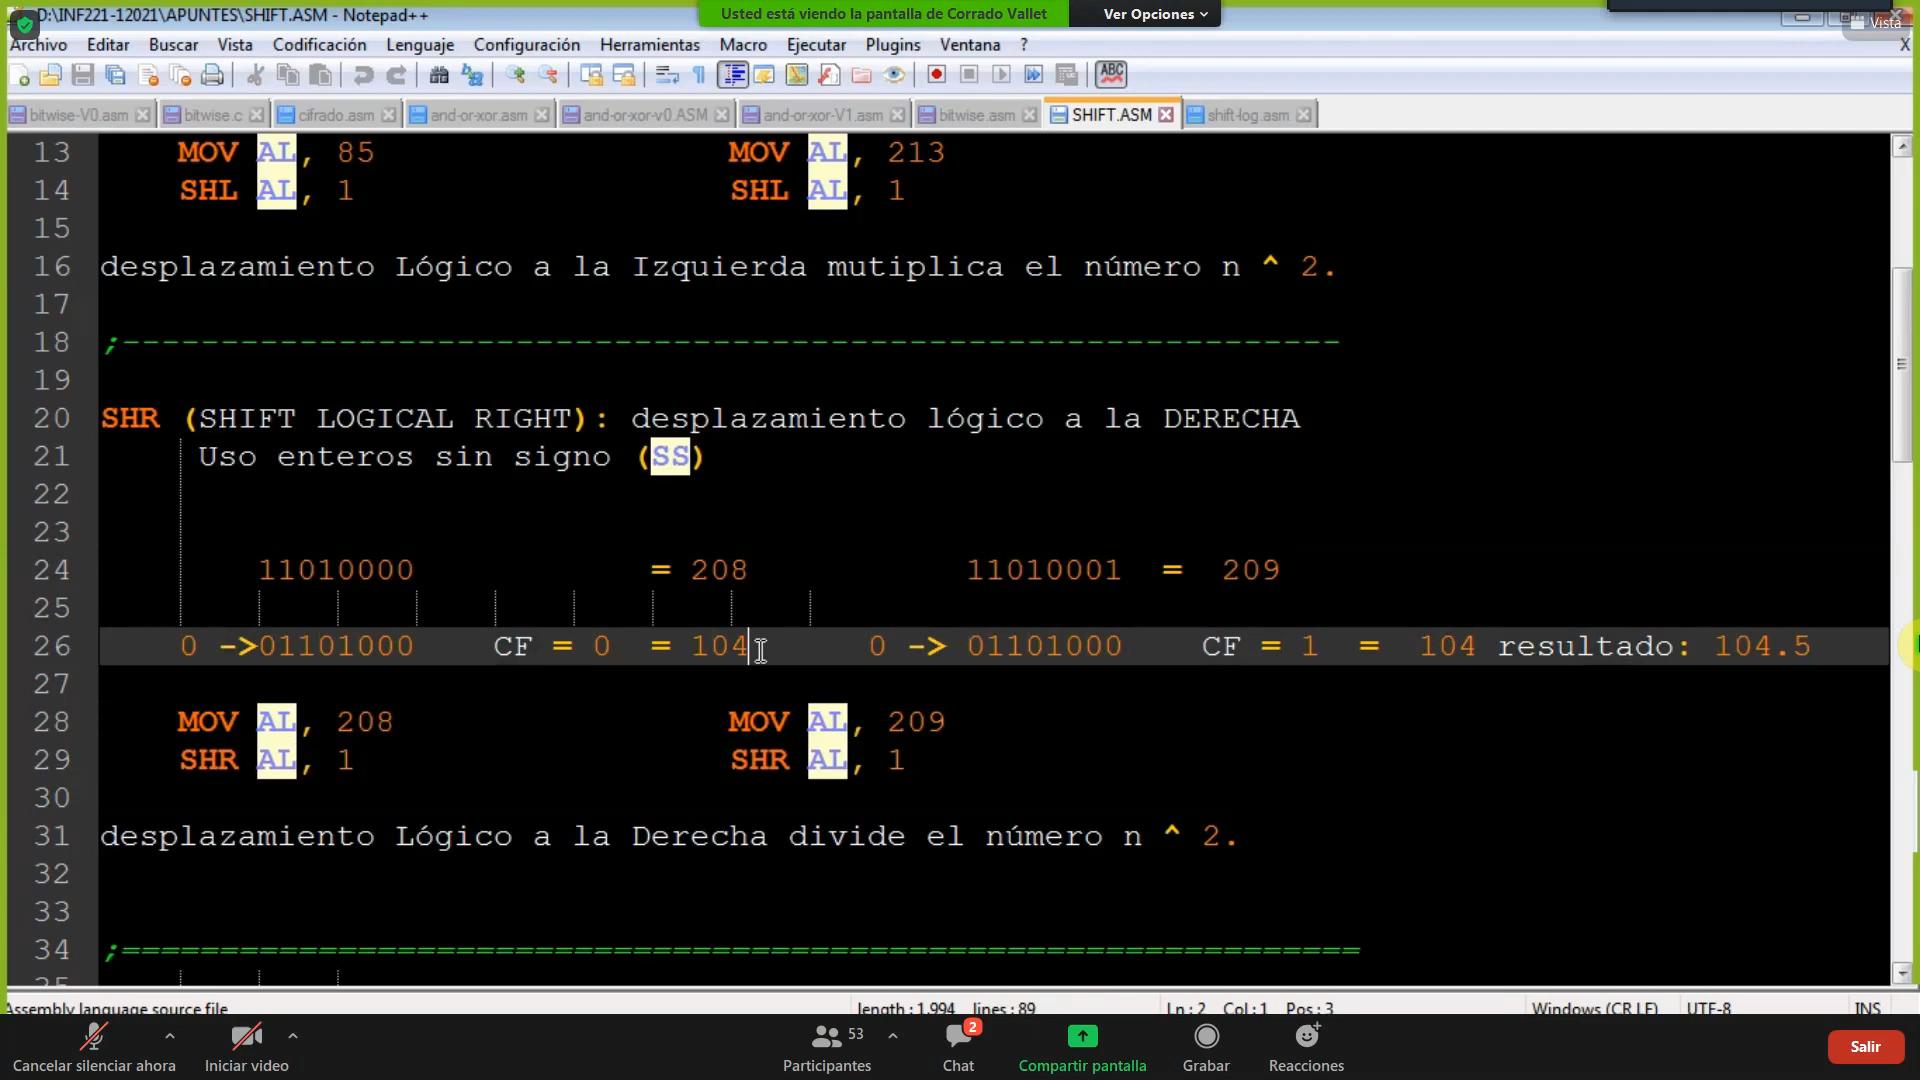 D:\INF221-12021\APUNTES\SHIFT.ASM - Notepad++
Usted está viendo la pantalla de Corrado Vallet
Ver Opciones
Vista
Archivo Editar Buscar Vista Codificación Lenguaje Configuración Herramientas Macro Ejecutar Plugins Ventana ? X
ABC
bitwise-V0.asm bitwise.c cifrado.asm and-or-xor.asm and-or-xor-v0.ASM and-or-xor-V1.asm bitwise.asm SHIFT.ASM shift-log.asm
13 MOV AL, 85 MOV AL, 213
14 SHL AL, 1 SHL AL, 1
15
16 desplazamiento Lógico a la Izquierda mutiplica el número n ^ 2.
17
18 ;--------------------------------------------------------------
19
20 SHR (SHIFT LOGICAL RIGHT): desplazamiento lógico a la DERECHA
21 Uso enteros sin signo (SS)
22
23
24 11010000 = 208 11010001 = 209
25
26 0 ->01101000 CF = 0 = 104 0 -> 01101000 CF = 1 = 104 resultado: 104.5
27
28 MOV AL, 208 MOV AL, 209
29 SHR AL, 1 SHR AL, 1
30
31 desplazamiento Lógico a la Derecha divide el número n ^ 2.
32
33
34 ;===============================================================
35
Assembly language source file length : 1.994 lines : 89 Ln : 2 Col : 1 Pos : 3 Windows (CR LF) UTF-8 INS
Cancelar silenciar ahora
Iniciar video
53
Participantes
2
Chat
Compartir pantalla
Grabar
Reacciones
Salir